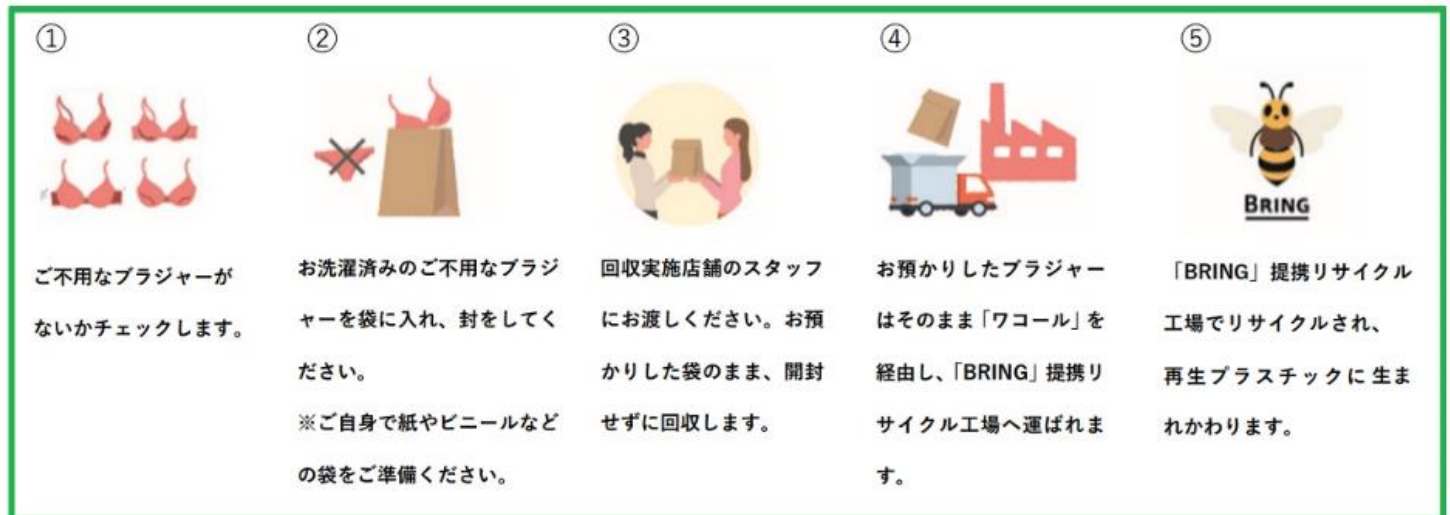 ①
ご不用なブラジャーが
ないかチェックします。
②
お洗濯済みのご不用なブラジ
ャーを袋に入れ、封をしてく
ださい。
※ご自身で紙やビニールなど
の袋をご準備ください。
③
回収実施店舗のスタッフ
にお渡しください。お預
かりした袋のまま、開封
せずに回収します。
④
お預かりしたブラジャー
はそのまま「ワコール」を
経由し、「BRING」提携リ
サイクル工場へ運ばれま
す。
⑤
BRING
「BRING」提携リサイクル
工場でリサイクルされ、
再生プラスチックに生ま
れかわります。